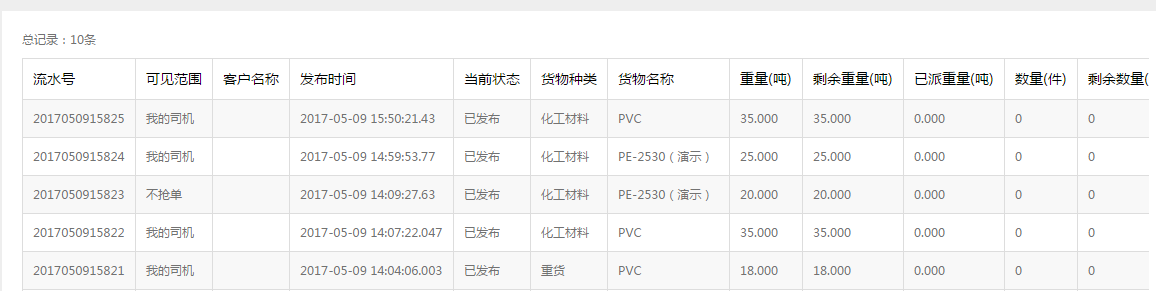 总记录：10条
流水号 可见范围 客户名称 发布时间 当前状态 货物种类 货物名称 重量(吨) 剩余重量(吨) 已派重量(吨) 数量(件) 剩余数量(
2017050915825 我的司机 2017-05-09 15:50:21.43 已发布 化工材料 PVC 35.000 35.000 0.000 0 0
2017050915824 我的司机 2017-05-09 14:59:53.77 已发布 化工材料 PE-2530（演示） 25.000 25.000 0.000 0 0
2017050915823 不抢单 2017-05-09 14:09:27.63 已发布 化工材料 PE-2530（演示） 20.000 20.000 0.000 0 0
2017050915822 我的司机 2017-05-09 14:07:22.047 已发布 化工材料 PVC 35.000 35.000 0.000 0 0
2017050915821 我的司机 2017-05-09 14:04:06.003 已发布 重货 PVC 18.000 18.000 0.000 0 0